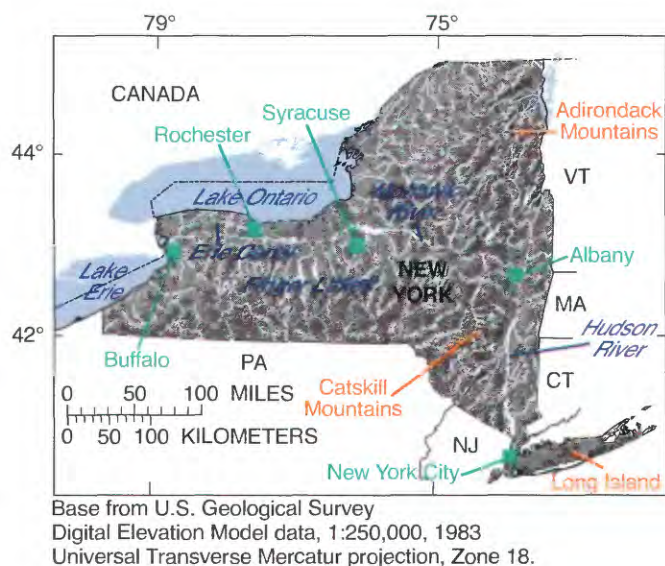 79° 75°
CANADA
Syracuse
Rochester
Adirondack
Mountains
44°
VT
Lake Ontario
Mohawk
River
Erie Canal
Lake
Erie
Finger Lakes
NEW
YORK
Albany
MA
42°
Hudson
River
Buffalo
PA
CT
0 50 100 MILES
0 50 100 KILOMETERS
Catskill
Mountains
NJ
New York City
Long Island
Base from U.S. Geological Survey
Digital Elevation Model data, 1:250,000, 1983
Universal Transverse Mercatur projection, Zone 18.